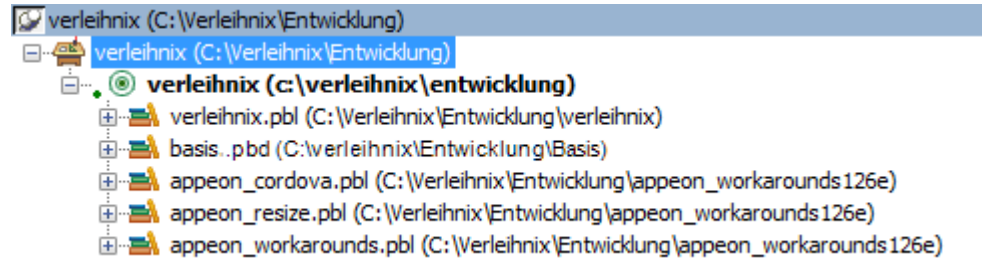 verleihnix (C:\Verleihnix\Entwicklung)
verleihnix (C:\Verleihnix\Entwicklung)
verleihnix (c:\verleihnix\entwicklung)
verleihnix.pbl (C:\Verleihnix\Entwicklung\verleihnix)
basis..pbd (C:\verleihnix\Entwicklung\Basis)
appeon_cordova.pbl (C:\Verleihnix\Entwicklung\appeon_workarounds126e)
appeon_resize.pbl (C:\Verleihnix\Entwicklung\appeon_workarounds126e)
appeon_workarounds.pbl (C:\Verleihnix\Entwicklung\appeon_workarounds126e)